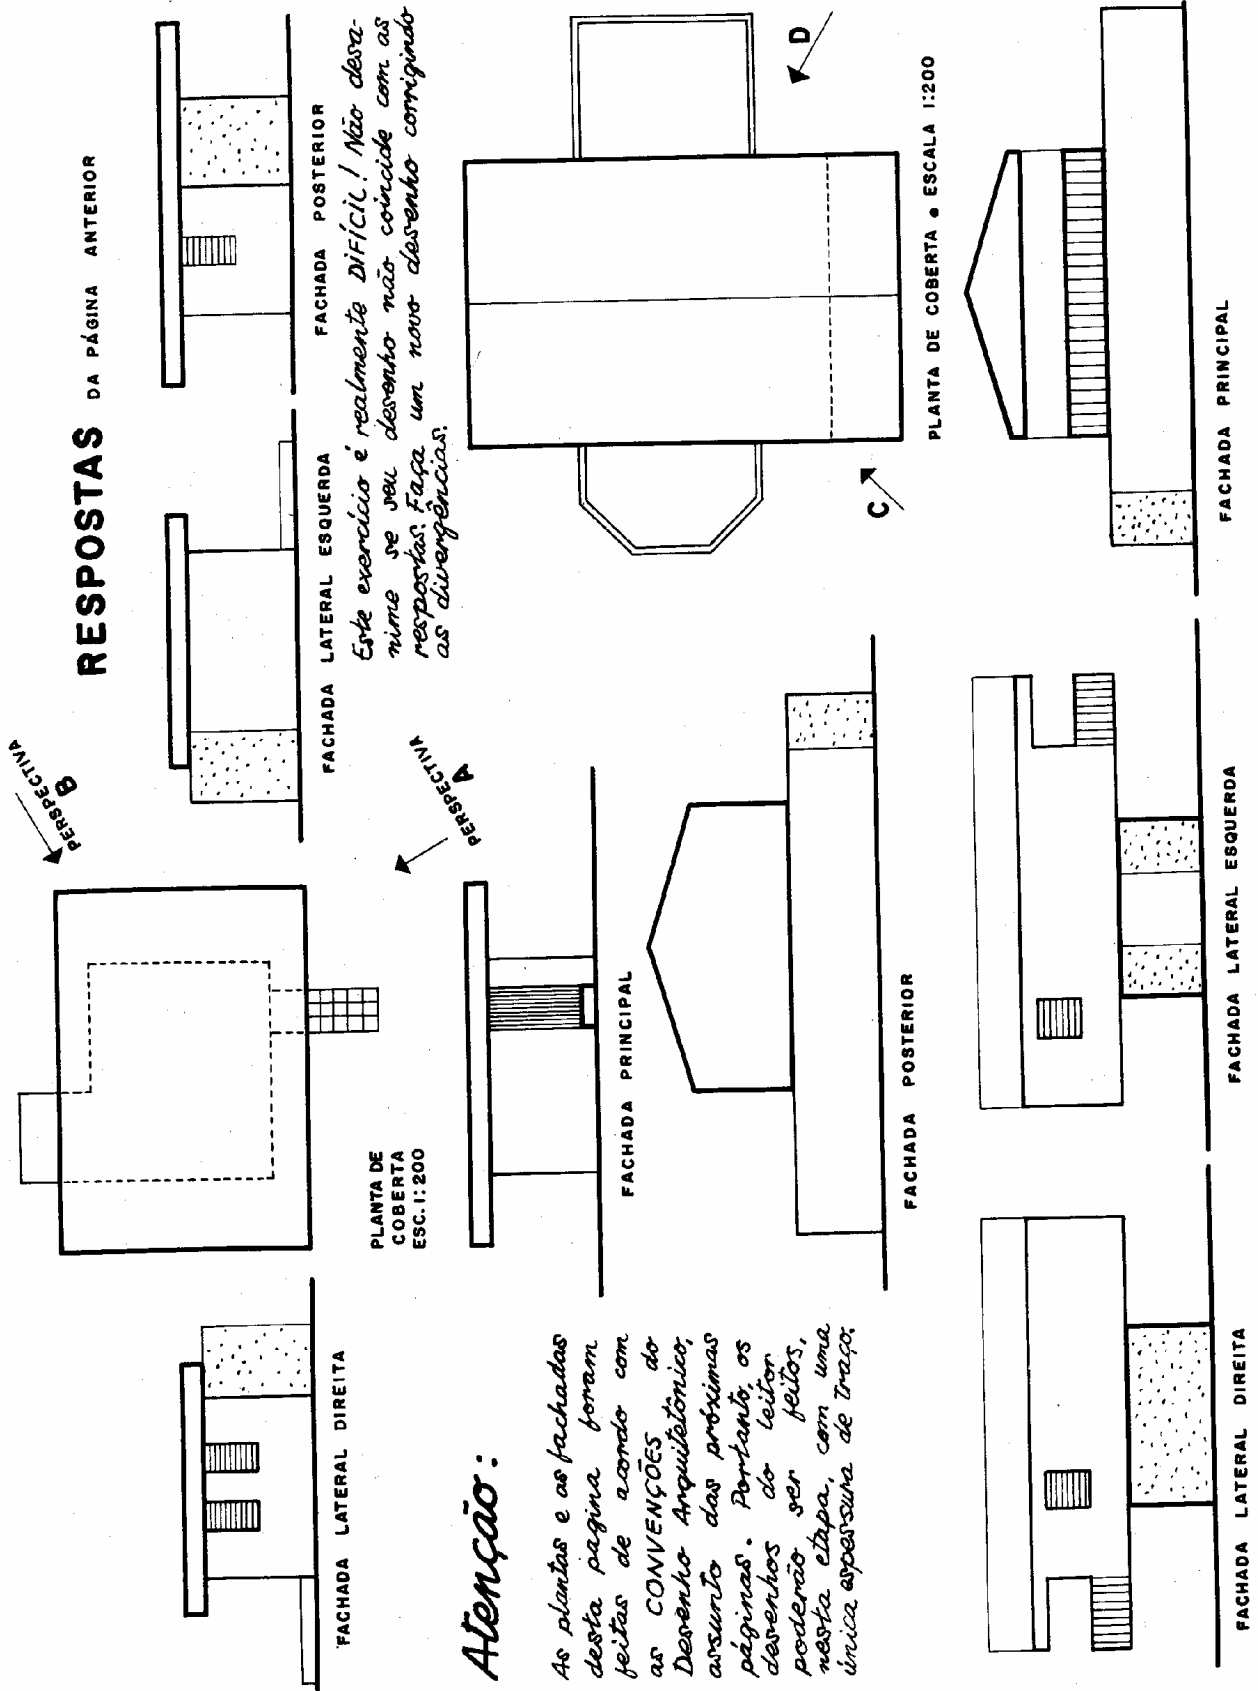 RESPOSTAS DA PÁGINA ANTERIOR
FACHADA LATERAL DIREITA
PLANTA DE
COBERTA
ESC. 1:200
PERSPECTIVA
B
PERSPECTIVA
A
FACHADA LATERAL ESQUERDA
FACHADA POSTERIOR
Este exercício é realmente DIFÍCIL! Não desa-
nime se seu desenho não coincide com as
respostas. Faça um novo desenho corrigindo
as divergências.
Atenção:
As plantas e as fachadas
desta pagina foram
feitas de acordo com
as CONVENÇÕES do
Desenho Arquitetônico,
assunto das próximas
páginas. Portanto, os
desenhos do leitor
poderão ser feitos,
nesta etapa, com uma
única espessura de traço.
FACHADA PRINCIPAL
FACHADA POSTERIOR
C
D
PLANTA DE COBERTA • ESCALA 1:200
FACHADA LATERAL DIREITA
FACHADA LATERAL ESQUERDA
FACHADA PRINCIPAL